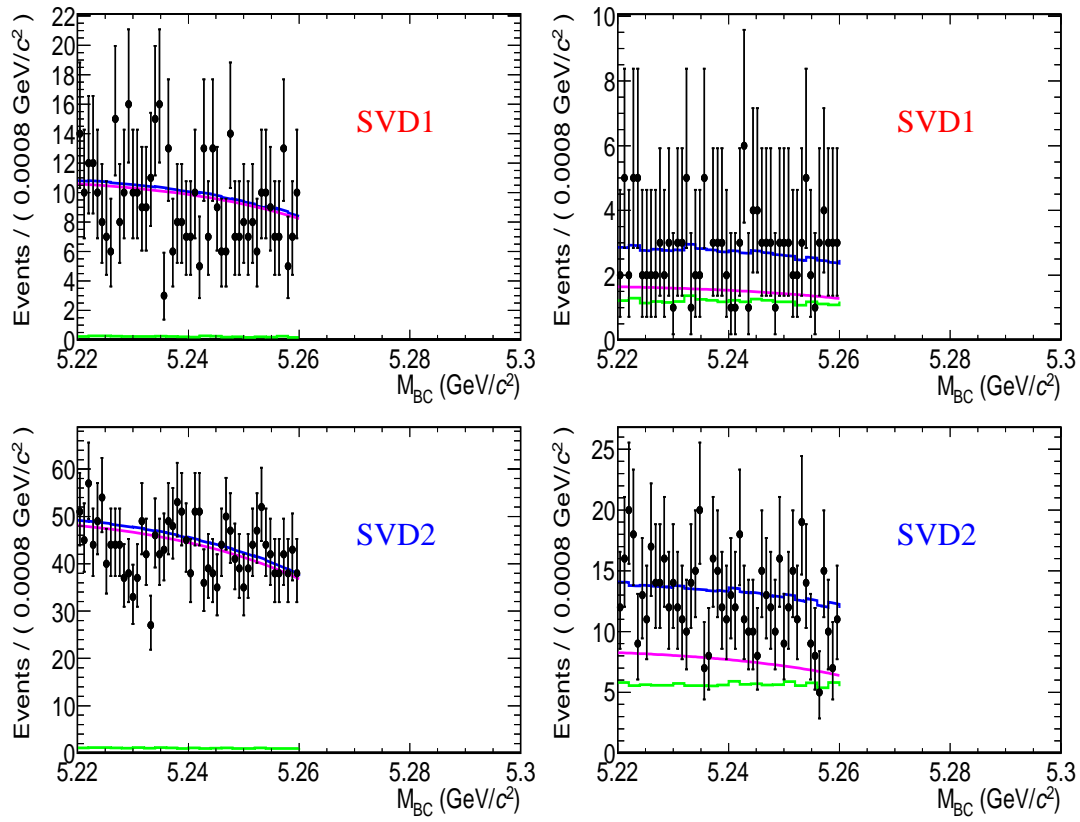 Events / ( 0.0008 GeV/c² )
22
20
18
16
14
12
10
8
6
4
2
0
SVD1
5.22 5.24 5.26 5.28 5.3
M_BC (GeV/c²)
Events / ( 0.0008 GeV/c² )
10
8
6
4
2
0
SVD1
5.22 5.24 5.26 5.28 5.3
M_BC (GeV/c²)
Events / ( 0.0008 GeV/c² )
60
50
40
30
20
10
0
SVD2
5.22 5.24 5.26 5.28 5.3
M_BC (GeV/c²)
Events / ( 0.0008 GeV/c² )
25
20
15
10
5
0
SVD2
5.22 5.24 5.26 5.28 5.3
M_BC (GeV/c²)